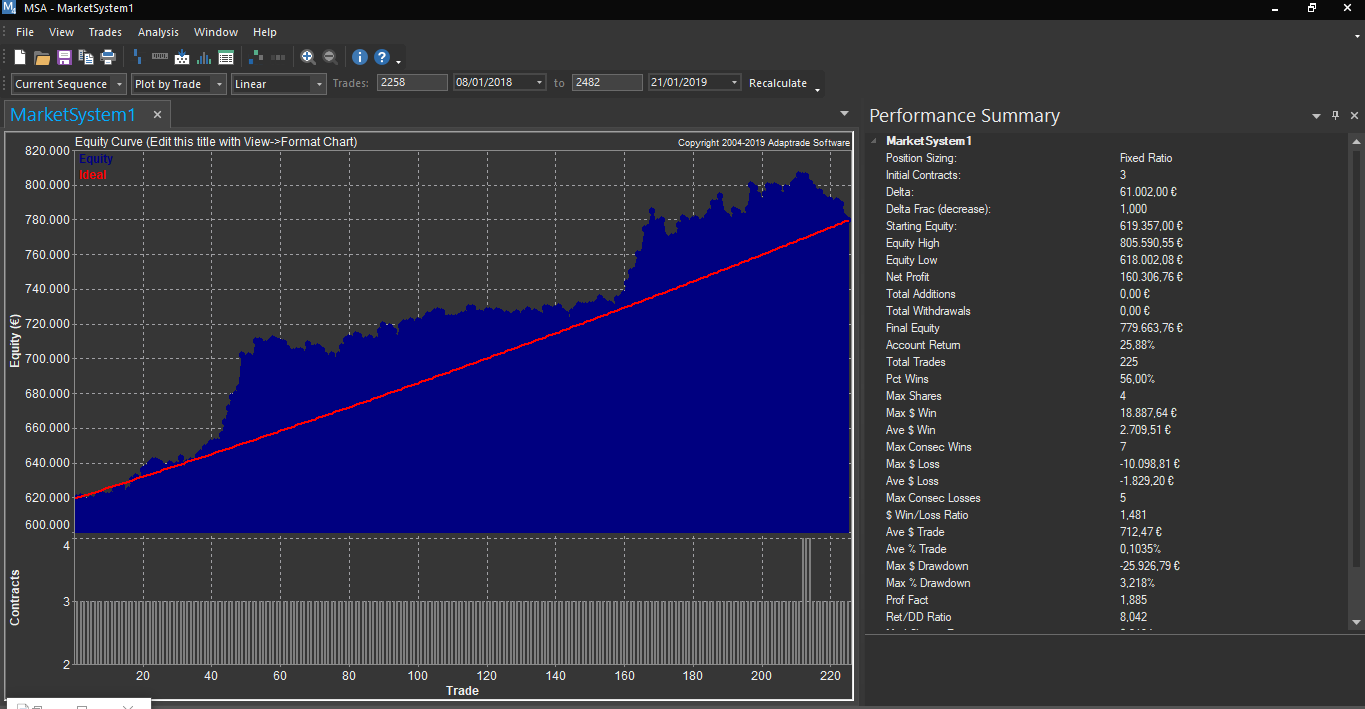 MSA - MarketSystem1
File View Trades Analysis Window Help
Current Sequence Plot by Trade Linear Trades: 2258 08/01/2018 to 2482 21/01/2019 Recalculate
MarketSystem1
Equity Curve (Edit this title with View->Format Chart) Copyright 2004-2019 Adaptrade Software
Equity
Ideal
820.000
800.000
780.000
760.000
740.000
720.000
700.000
680.000
660.000
640.000
620.000
600.000
Equity (€)
4
3
2
Contracts
20 40 60 80 100 120 140 160 180 200 220
Trade
Performance Summary
MarketSystem1
Position Sizing: Fixed Ratio
Initial Contracts: 3
Delta: 61.002,00 €
Delta Frac (decrease): 1,000
Starting Equity: 619.357,00 €
Equity High 805.590,55 €
Equity Low 618.002,08 €
Net Profit 160.306,76 €
Total Additions 0,00 €
Total Withdrawals 0,00 €
Final Equity 779.663,76 €
Account Return 25,88%
Total Trades 225
Pct Wins 56,00%
Max Shares 4
Max $ Win 18.887,64 €
Ave $ Win 2.709,51 €
Max Consec Wins 7
Max $ Loss -10.098,81 €
Ave $ Loss -1.829,20 €
Max Consec Losses 5
$ Win/Loss Ratio 1,481
Ave $ Trade 712,47 €
Ave % Trade 0,1035%
Max $ Drawdown -25.926,79 €
Max % Drawdown 3,218%
Prof Fact 1,885
Ret/DD Ratio 8,042